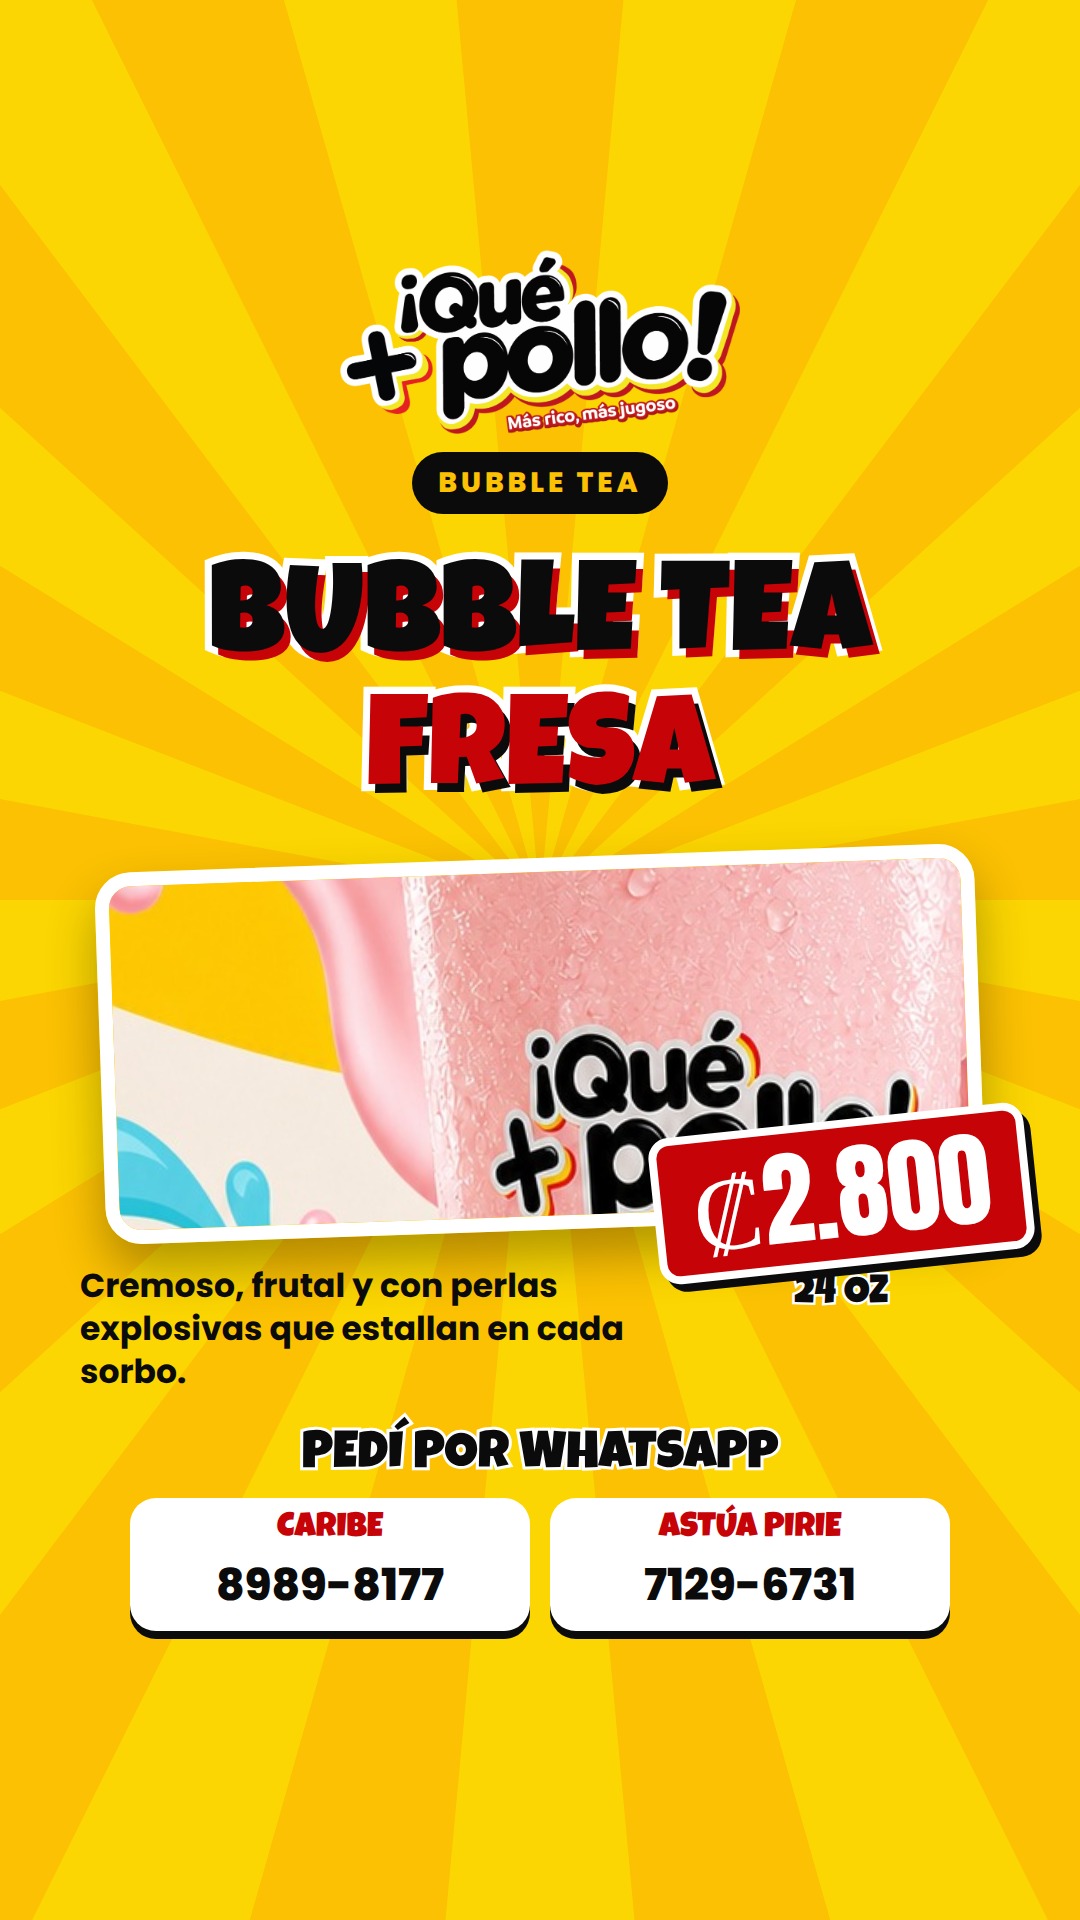 ¡Qué
+ pollo!
Más rico, más jugoso
BUBBLE TEA
BUBBLE TEA
FRESA
¡Qué
+ pollo!
₡2.800
24 oz
Cremoso, frutal y con perlas
explosivas que estallan en cada
sorbo.
PEDÍ POR WHATSAPP
CARIBE
8989-8177
ASTÚA PIRIE
7129-6731